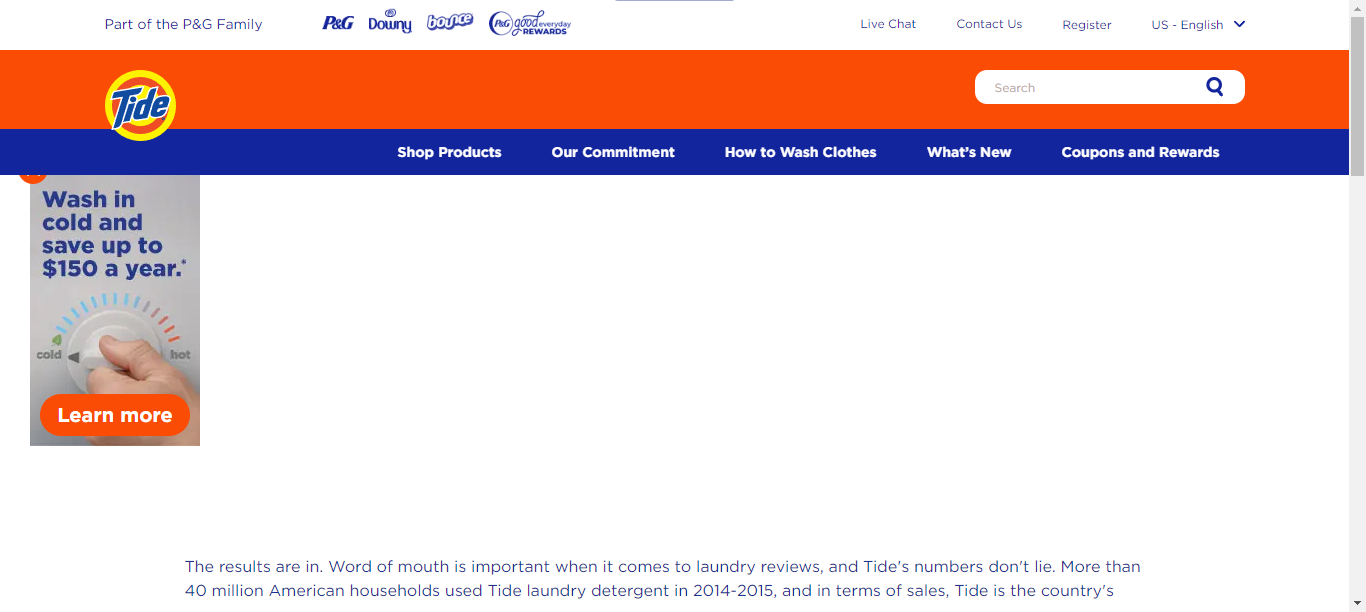 Part of the P&G Family
P&G
Downy
bounce
P&G good everyday REWARDS
Live Chat
Contact Us
Register
US - English
Tide
Search
Shop Products
Our Commitment
How to Wash Clothes
What's New
Coupons and Rewards
Wash in
cold and
save up to
$150 a year.*
cold
hot
Learn more
The results are in. Word of mouth is important when it comes to laundry reviews, and Tide's numbers don't lie. More than
40 million American households used Tide laundry detergent in 2014-2015, and in terms of sales, Tide is the country's